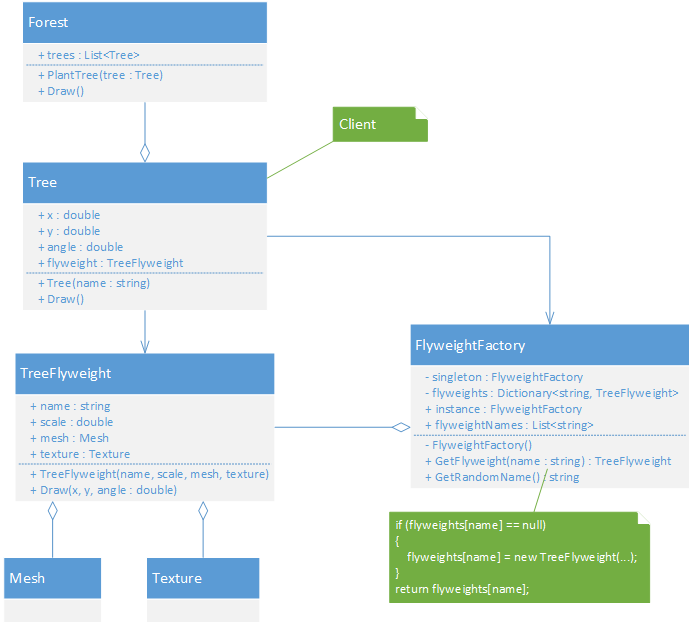 Forest
+ trees : List<Tree>
+ PlantTree(tree : Tree)
+ Draw()
Client
Tree
+ x : double
+ y : double
+ angle : double
+ flyweight : TreeFlyweight
+ Tree(name : string)
+ Draw()
TreeFlyweight
+ name : string
+ scale : double
+ mesh : Mesh
+ texture : Texture
+ TreeFlyweight(name, scale, mesh, texture)
+ Draw(x, y, angle : double)
FlyweightFactory
- singleton : FlyweightFactory
- flyweights : Dictionary<string, TreeFlyweight>
+ instance : FlyweightFactory
+ flyweightNames : List<string>
- FlyweightFactory()
+ GetFlyweight(name : string) : TreeFlyweight
+ GetRandomName() : string
if (flyweights[name] == null)
{
flyweights[name] = new TreeFlyweight(...);
}
return flyweights[name];
Mesh
Texture